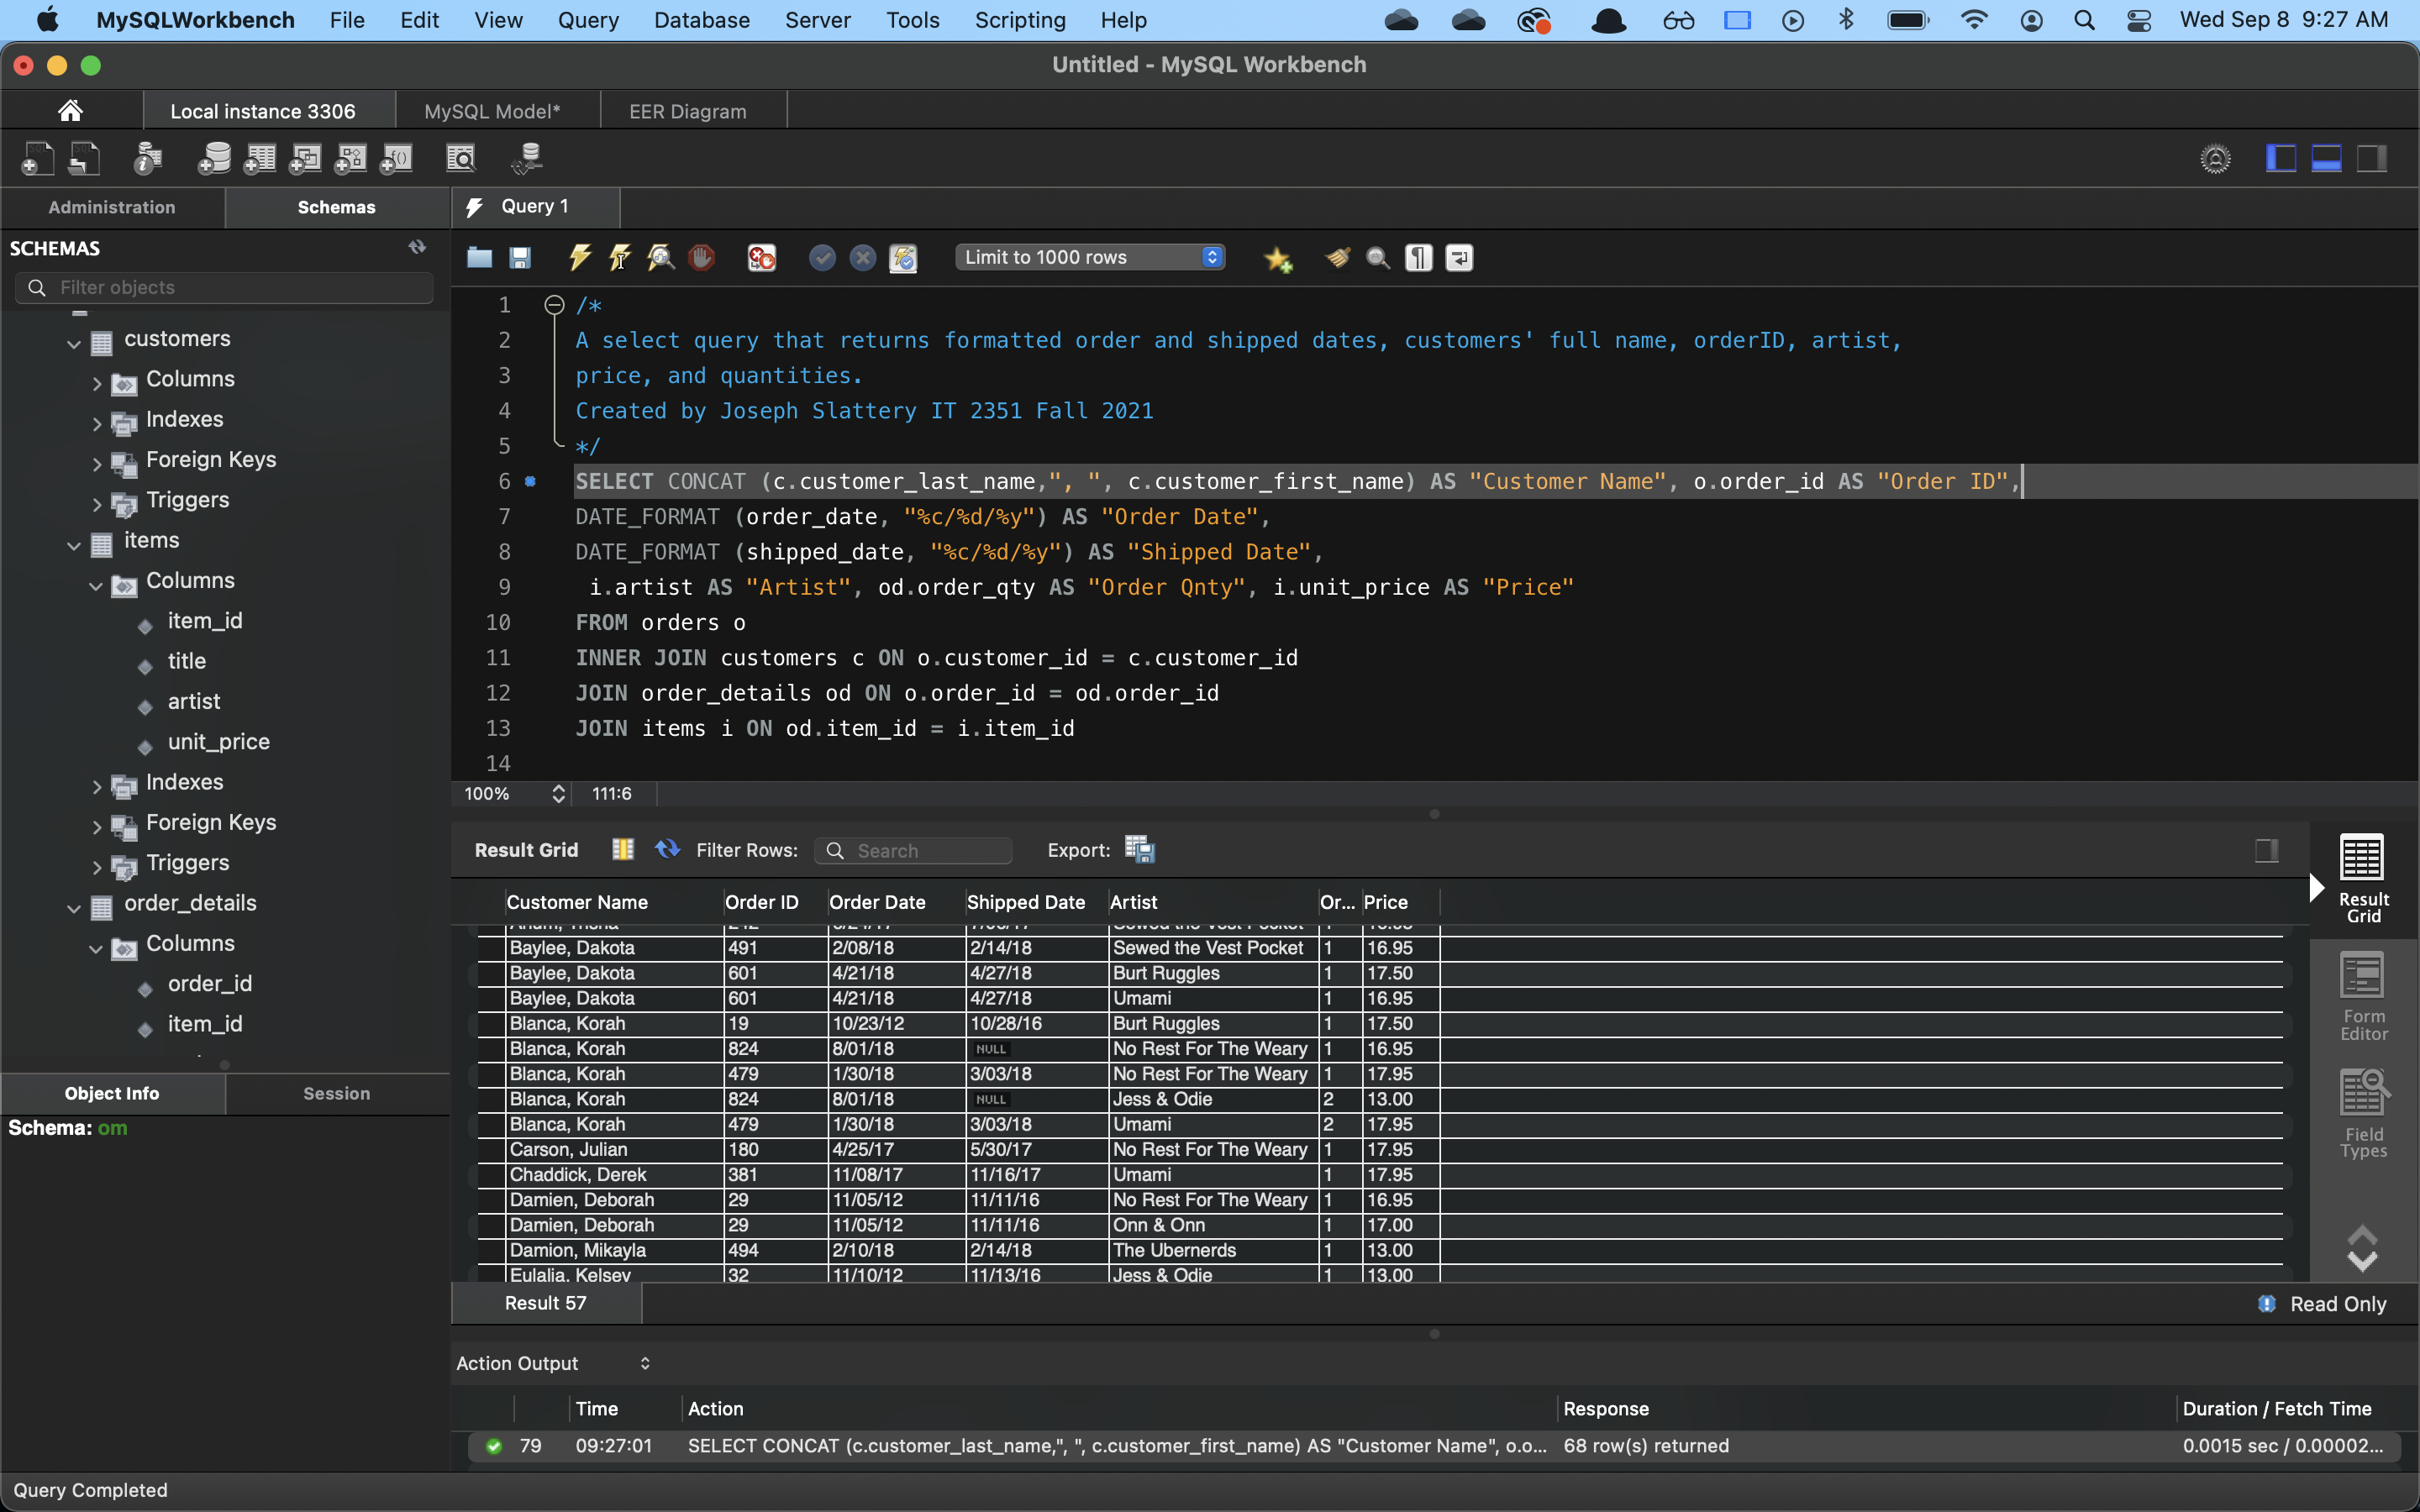 MySQLWorkbench File Edit View Query Database Server Tools Scripting Help Wed Sep 8 9:27 AM
Untitled - MySQL Workbench
Local instance 3306 MySQL Model* EER Diagram
Administration Schemas Query 1
SCHEMAS
Filter objects
customers
Columns
Indexes
Foreign Keys
Triggers
items
Columns
item_id
title
artist
unit_price
Indexes
Foreign Keys
Triggers
order_details
Columns
order_id
item_id
Object Info Session
Schema: om
Limit to 1000 rows
1 /*
2 A select query that returns formatted order and shipped dates, customers' full name, orderID, artist,
3 price, and quantities.
4 Created by Joseph Slattery IT 2351 Fall 2021
5 */
6 SELECT CONCAT (c.customer_last_name,", ", c.customer_first_name) AS "Customer Name", o.order_id AS "Order ID",
7 DATE_FORMAT (order_date, "%c/%d/%y") AS "Order Date",
8 DATE_FORMAT (shipped_date, "%c/%d/%y") AS "Shipped Date",
9 i.artist AS "Artist", od.order_qty AS "Order Qnty", i.unit_price AS "Price"
10 FROM orders o
11 INNER JOIN customers c ON o.customer_id = c.customer_id
12 JOIN order_details od ON o.order_id = od.order_id
13 JOIN items i ON od.item_id = i.item_id
14
100% 111:6
Result Grid Filter Rows: Search Export:
Customer Name Order ID Order Date Shipped Date Artist Or... Price
Baylee, Dakota 491 2/08/18 2/14/18 Sewed the Vest Pocket 1 16.95
Baylee, Dakota 601 4/21/18 4/27/18 Burt Ruggles 1 17.50
Baylee, Dakota 601 4/21/18 4/27/18 Umami 1 16.95
Blanca, Korah 19 10/23/12 10/28/16 Burt Ruggles 1 17.50
Blanca, Korah 824 8/01/18 NULL No Rest For The Weary 1 16.95
Blanca, Korah 479 1/30/18 3/03/18 No Rest For The Weary 1 17.95
Blanca, Korah 824 8/01/18 NULL Jess & Odie 2 13.00
Blanca, Korah 479 1/30/18 3/03/18 Umami 2 17.95
Carson, Julian 180 4/25/17 5/30/17 No Rest For The Weary 1 17.95
Chaddick, Derek 381 11/08/17 11/16/17 Umami 1 17.95
Damien, Deborah 29 11/05/12 11/11/16 No Rest For The Weary 1 16.95
Damien, Deborah 29 11/05/12 11/11/16 Onn & Onn 1 17.00
Damion, Mikayla 494 2/10/18 2/14/18 The Ubernerds 1 13.00
Eulalia, Kelsey 32 11/10/12 11/13/16 Jess & Odie 1 13.00
Result
Grid
Form
Editor
Field
Types
Result 57 Read Only
Action Output
Time Action Response Duration / Fetch Time
79 09:27:01 SELECT CONCAT (c.customer_last_name,", ", c.customer_first_name) AS "Customer Name", o.o... 68 row(s) returned 0.0015 sec / 0.00002...
Query Completed